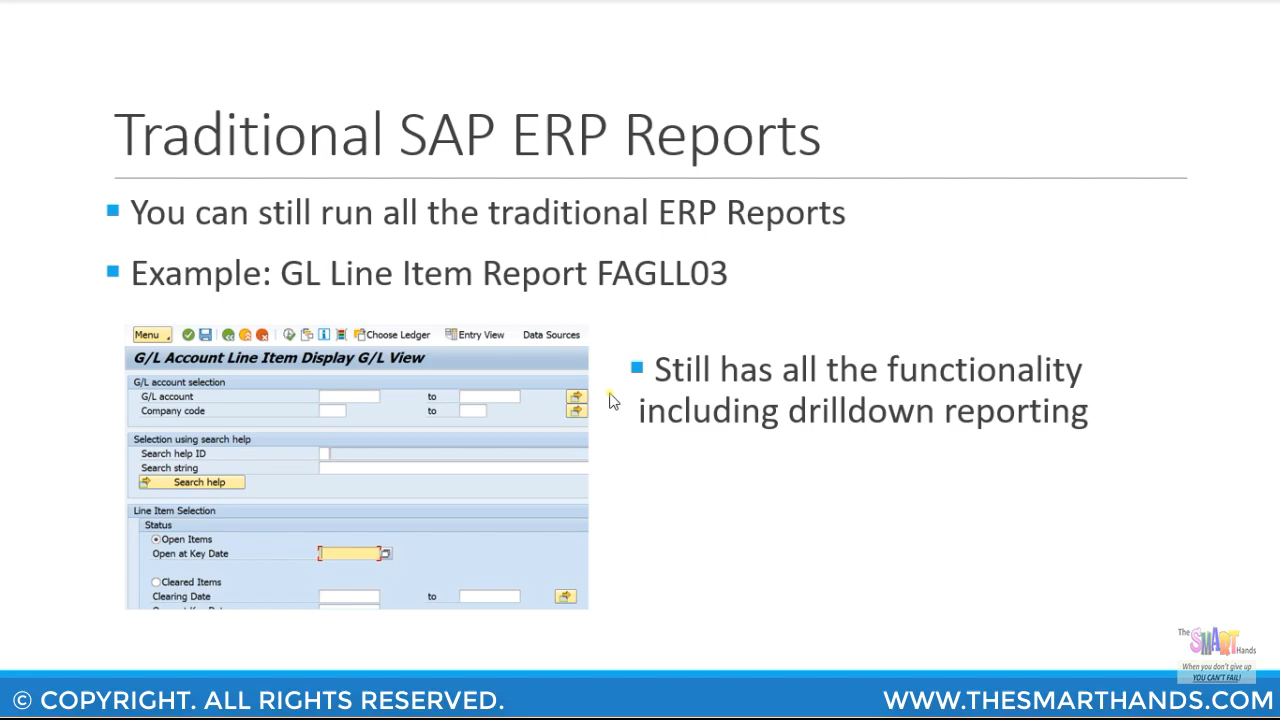 Traditional SAP ERP Reports
You can still run all the traditional ERP Reports
Example: GL Line Item Report FAGLL03
Menu Choose Ledger Entry View Data Sources
G/L Account Line Item Display G/L View
G/L account selection
G/L account to
Company code to
Selection using search help
Search help ID
Search string
Search help
Line Item Selection
Status
Open Items
Open at Key Date
Cleared Items
Clearing Date to
Still has all the functionality
including drilldown reporting
The SMART Hands
When you don't give up
YOU CAN'T FAIL!
© COPYRIGHT. ALL RIGHTS RESERVED.
WWW.THESMARTHANDS.COM